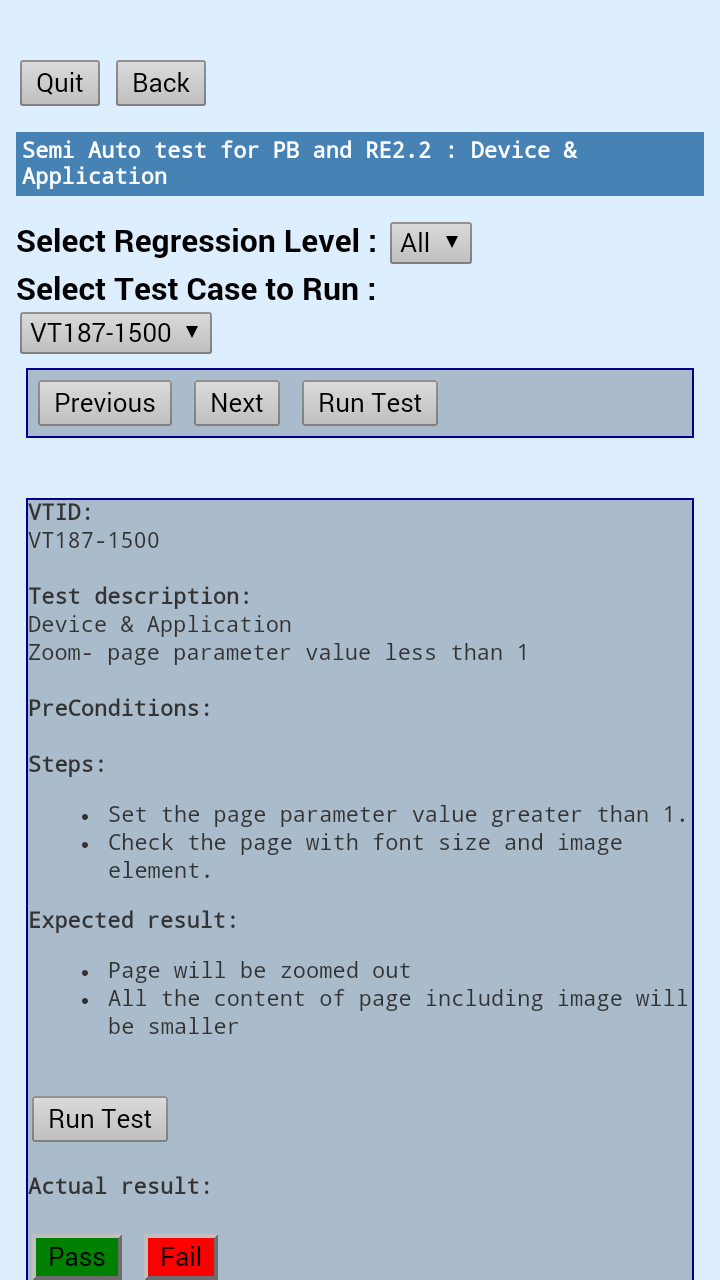 Quit Back
Semi Auto test for PB and RE2.2 : Device &
Application
Select Regression Level : All ▼
Select Test Case to Run :
VT187-1500 ▼
Previous Next Run Test
VTID:
VT187-1500
Test description:
Device & Application
Zoom- page parameter value less than 1
PreConditions:
Steps:
• Set the page parameter value greater than 1.
• Check the page with font size and image
element.
Expected result:
• Page will be zoomed out
• All the content of page including image will
be smaller
Run Test
Actual result:
Pass Fail